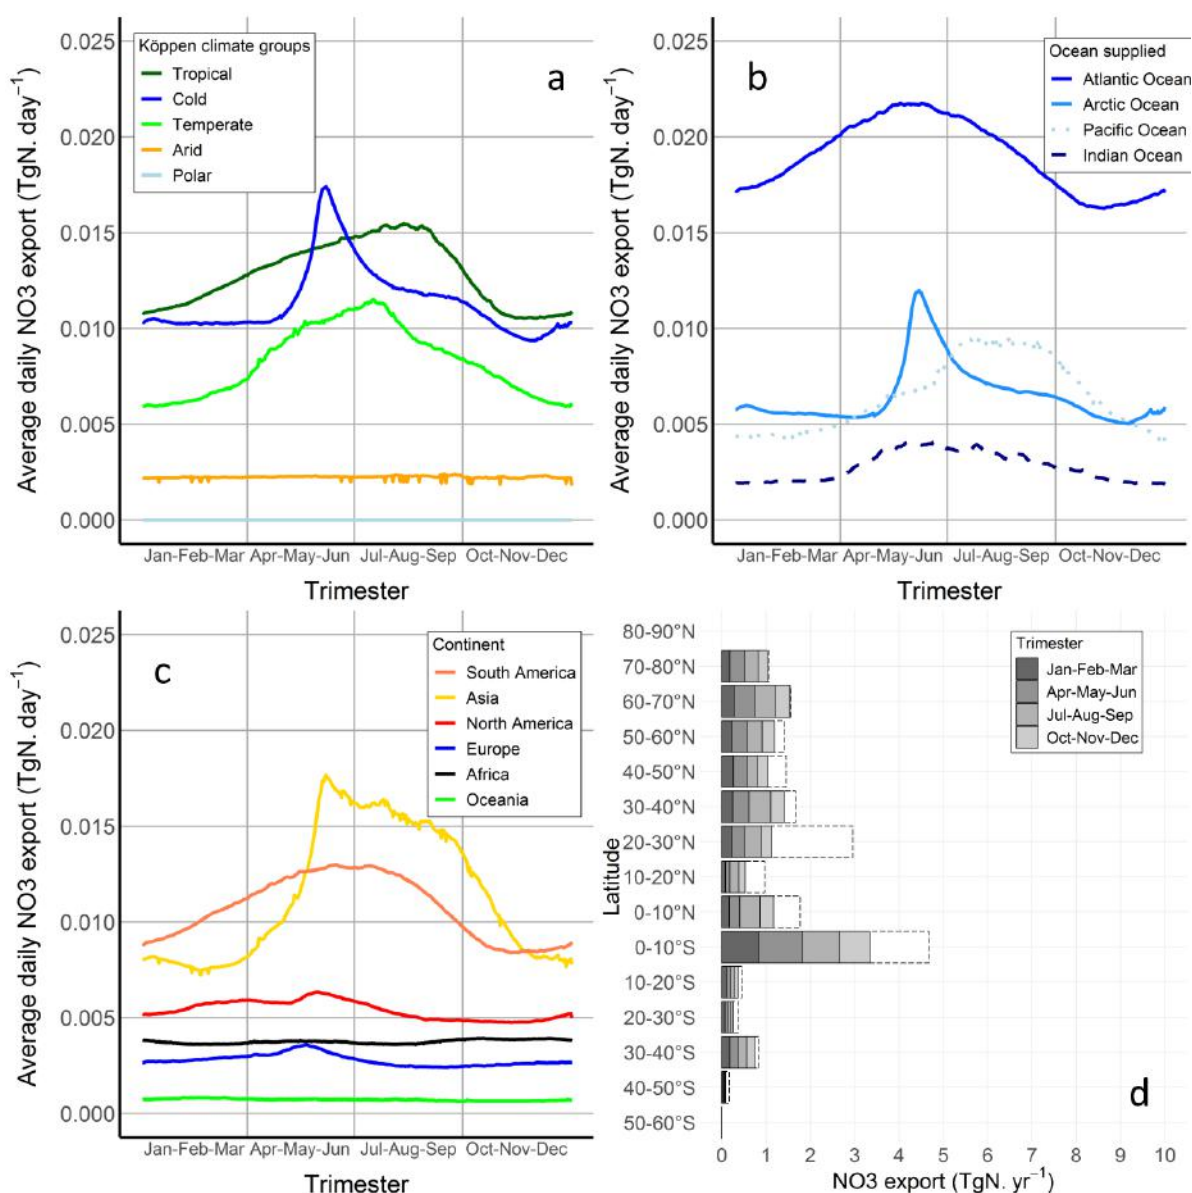 Average daily NO3 export (TgN. day⁻¹)
0.025
0.020
0.015
0.010
0.005
0.000
Köppen climate groups
Tropical
Cold
Temperate
Arid
Polar
a
Jan-Feb-Mar Apr-May-Jun Jul-Aug-Sep Oct-Nov-Dec
Trimester
Average daily NO3 export (TgN. day⁻¹)
0.025
0.020
0.015
0.010
0.005
0.000
b
Ocean supplied
Atlantic Ocean
Arctic Ocean
Pacific Ocean
Indian Ocean
Jan-Feb-Mar Apr-May-Jun Jul-Aug-Sep Oct-Nov-Dec
Trimester
Average daily NO3 export (TgN. day⁻¹)
0.025
0.020
0.015
0.010
0.005
0.000
c
Continent
South America
Asia
North America
Europe
Africa
Oceania
Jan-Feb-Mar Apr-May-Jun Jul-Aug-Sep Oct-Nov-Dec
Trimester
Latitude
80-90°N
70-80°N
60-70°N
50-60°N
40-50°N
30-40°N
20-30°N
10-20°N
0-10°N
0-10°S
10-20°S
20-30°S
30-40°S
40-50°S
50-60°S
Trimester
Jan-Feb-Mar
Apr-May-Jun
Jul-Aug-Sep
Oct-Nov-Dec
d
0 1 2 3 4 5 6 7 8 9 10
NO3 export (TgN. yr⁻¹)